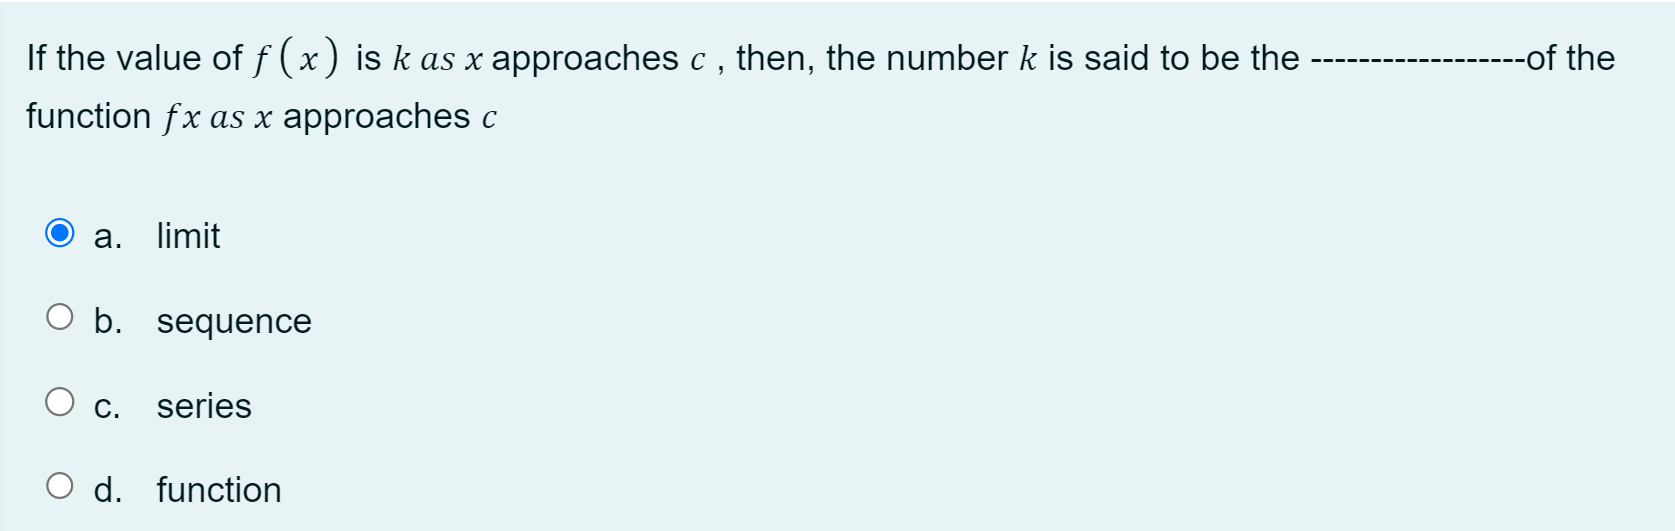 If the value of f (x) is k as x approaches c , then, the number k is said to be the ------------------of the
function fx as x approaches c
a. limit
b. sequence
c. series
d. function